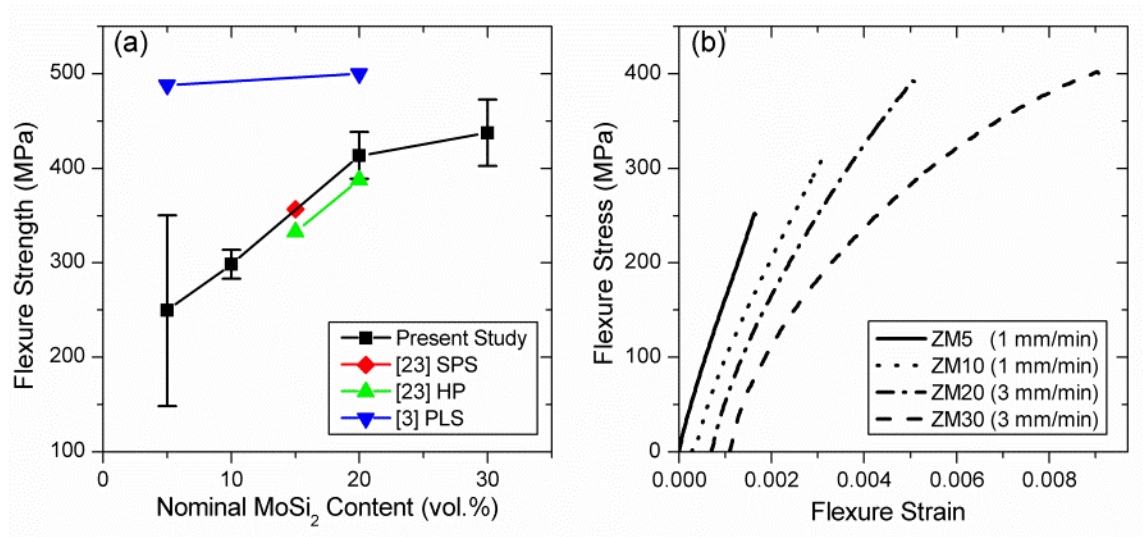 (a)
Flexure Strength (MPa)
500
400
300
200
100
0
10
20
30
Nominal MoSi₂ Content (vol.%)
Present Study
[23] SPS
[23] HP
[3] PLS
(b)
Flexure Stress (MPa)
400
300
200
100
0
0.000
0.002
0.004
0.006
0.008
Flexure Strain
ZM5 (1 mm/min)
ZM10 (1 mm/min)
ZM20 (3 mm/min)
ZM30 (3 mm/min)